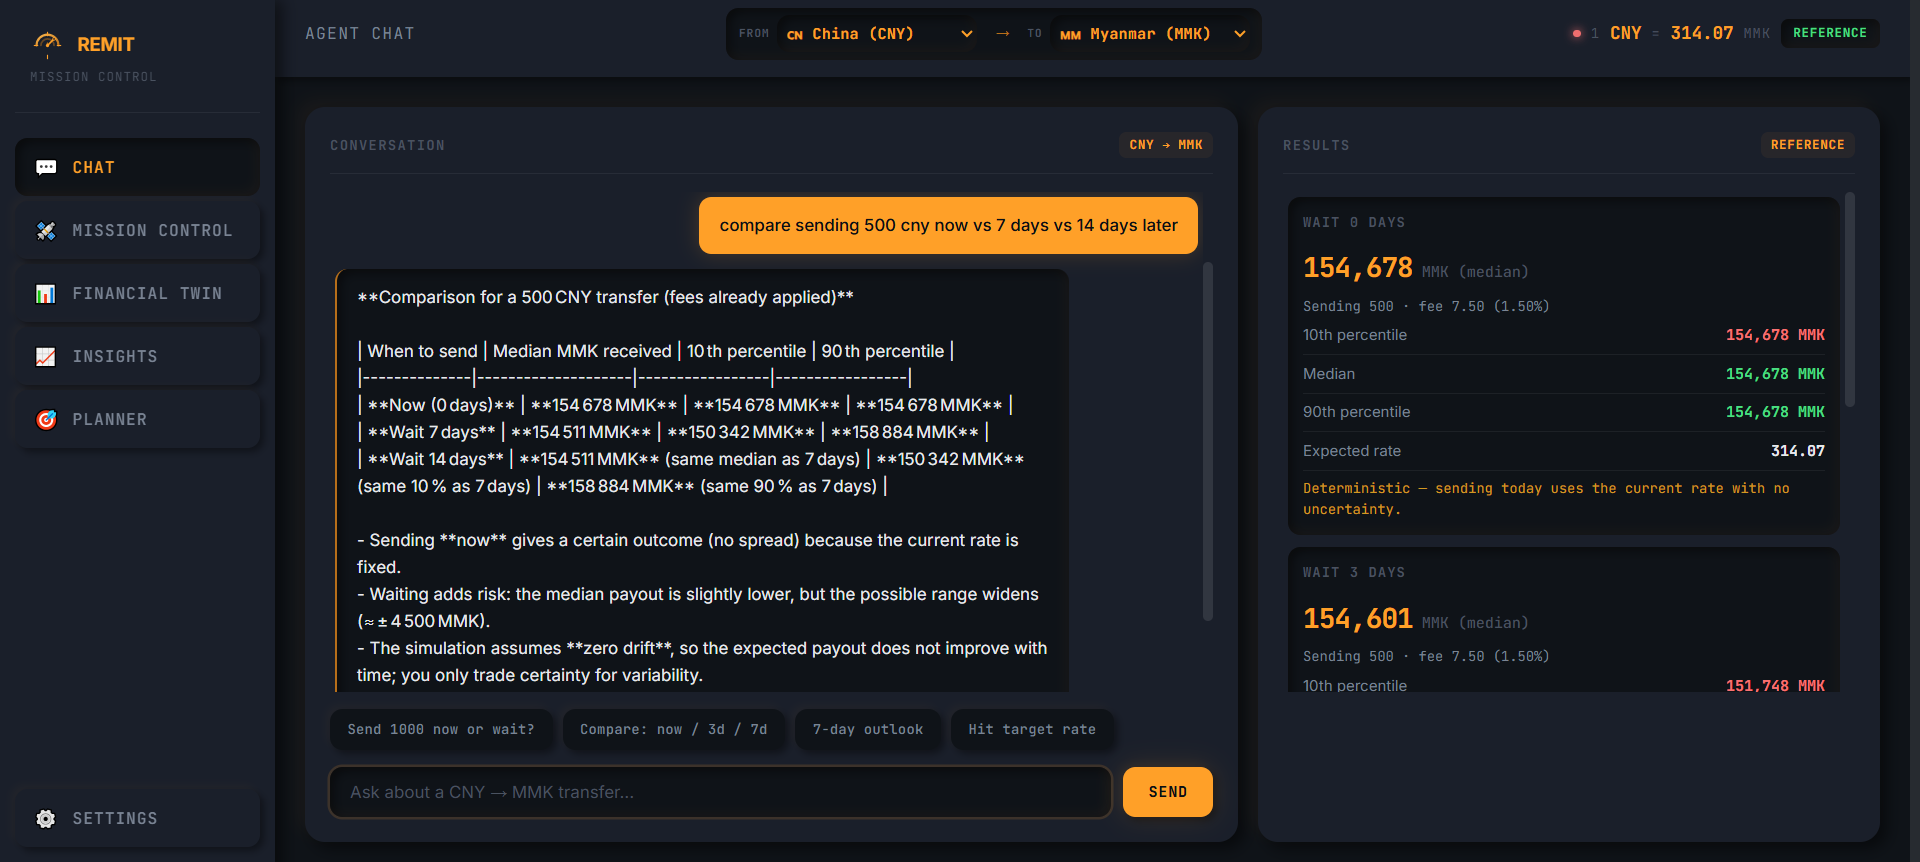 REMIT
MISSION CONTROL
CHAT
MISSION CONTROL
FINANCIAL TWIN
INSIGHTS
PLANNER
SETTINGS
AGENT CHAT
FROM CN China (CNY) → TO MM Myanmar (MMK)
1 CNY = 314.07 MMK REFERENCE
CONVERSATION
CNY → MMK
compare sending 500 cny now vs 7 days vs 14 days later
**Comparison for a 500 CNY transfer (fees already applied)**
| When to send | Median MMK received | 10 th percentile | 90 th percentile |
|--------------|--------------------|-----------------|-----------------|
| **Now (0 days)** | **154 678 MMK** | **154 678 MMK** | **154 678 MMK** |
| **Wait 7 days** | **154 511 MMK** | **150 342 MMK** | **158 884 MMK** |
| **Wait 14 days** | **154 511 MMK** (same median as 7 days) | **150 342 MMK**
(same 10 % as 7 days) | **158 884 MMK** (same 90 % as 7 days) |
- Sending **now** gives a certain outcome (no spread) because the current rate is
fixed.
- Waiting adds risk: the median payout is slightly lower, but the possible range widens
(≈ ± 4 500 MMK).
- The simulation assumes **zero drift**, so the expected payout does not improve with
time; you only trade certainty for variability.
Send 1000 now or wait?
Compare: now / 3d / 7d
7-day outlook
Hit target rate
Ask about a CNY → MMK transfer...
SEND
RESULTS
REFERENCE
WAIT 0 DAYS
154,678 MMK (median)
Sending 500 · fee 7.50 (1.50%)
10th percentile 154,678 MMK
Median 154,678 MMK
90th percentile 154,678 MMK
Expected rate 314.07
Deterministic — sending today uses the current rate with no
uncertainty.
WAIT 3 DAYS
154,601 MMK (median)
Sending 500 · fee 7.50 (1.50%)
10th percentile 151,748 MMK